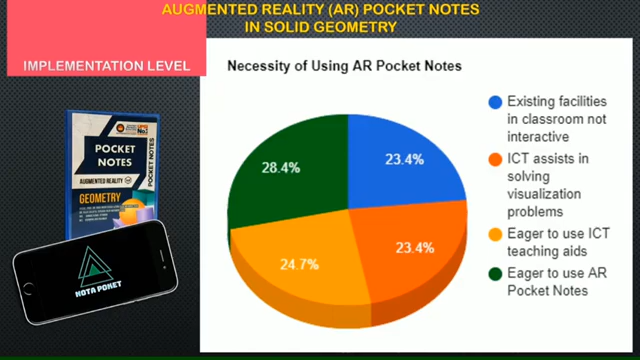 AUGMENTED REALITY (AR) POCKET NOTES
IN SOLID GEOMETRY
IMPLEMENTATION LEVEL
POCKET
NOTES
POCKET NOTES
AUGMENTED REALITY
GEOMETRY
NOTA POKET
Necessity of Using AR Pocket Notes
28.4%
23.4%
24.7%
23.4%
Existing facilities
in classroom not
interactive
ICT assists in
solving
visualization
problems
Eager to use ICT
teaching aids
Eager to use AR
Pocket Notes